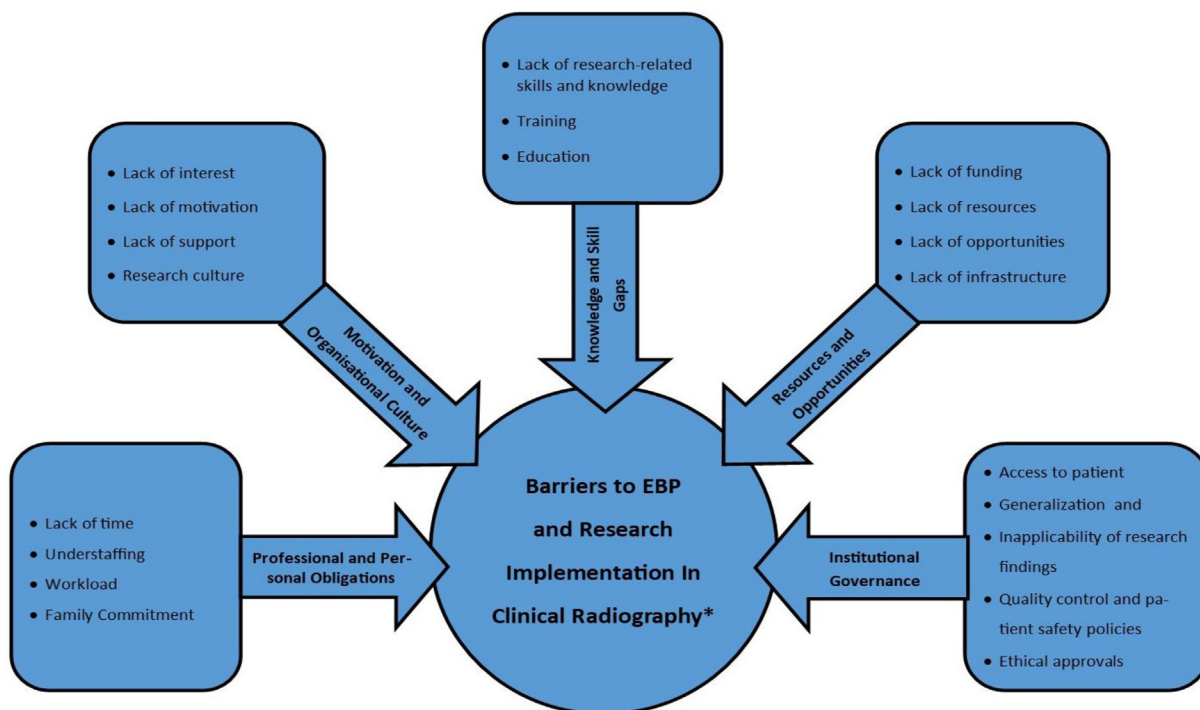 • Lack of research-related
skills and knowledge
• Training
• Education
Knowledge and Skill
Gaps
• Lack of interest
• Lack of motivation
• Lack of support
• Research culture
Motivation and
Organisational Culture
• Lack of funding
• Lack of resources
• Lack of opportunities
• Lack of infrastructure
Resources and
Opportunities
• Lack of time
• Understaffing
• Workload
• Family Commitment
Professional and Per-
sonal Obligations
Barriers to EBP
and Research
Implementation In
Clinical Radiography*
Institutional
Governance
• Access to patient
• Generalization and
• Inapplicability of research
findings
• Quality control and pa-
tient safety policies
• Ethical approvals